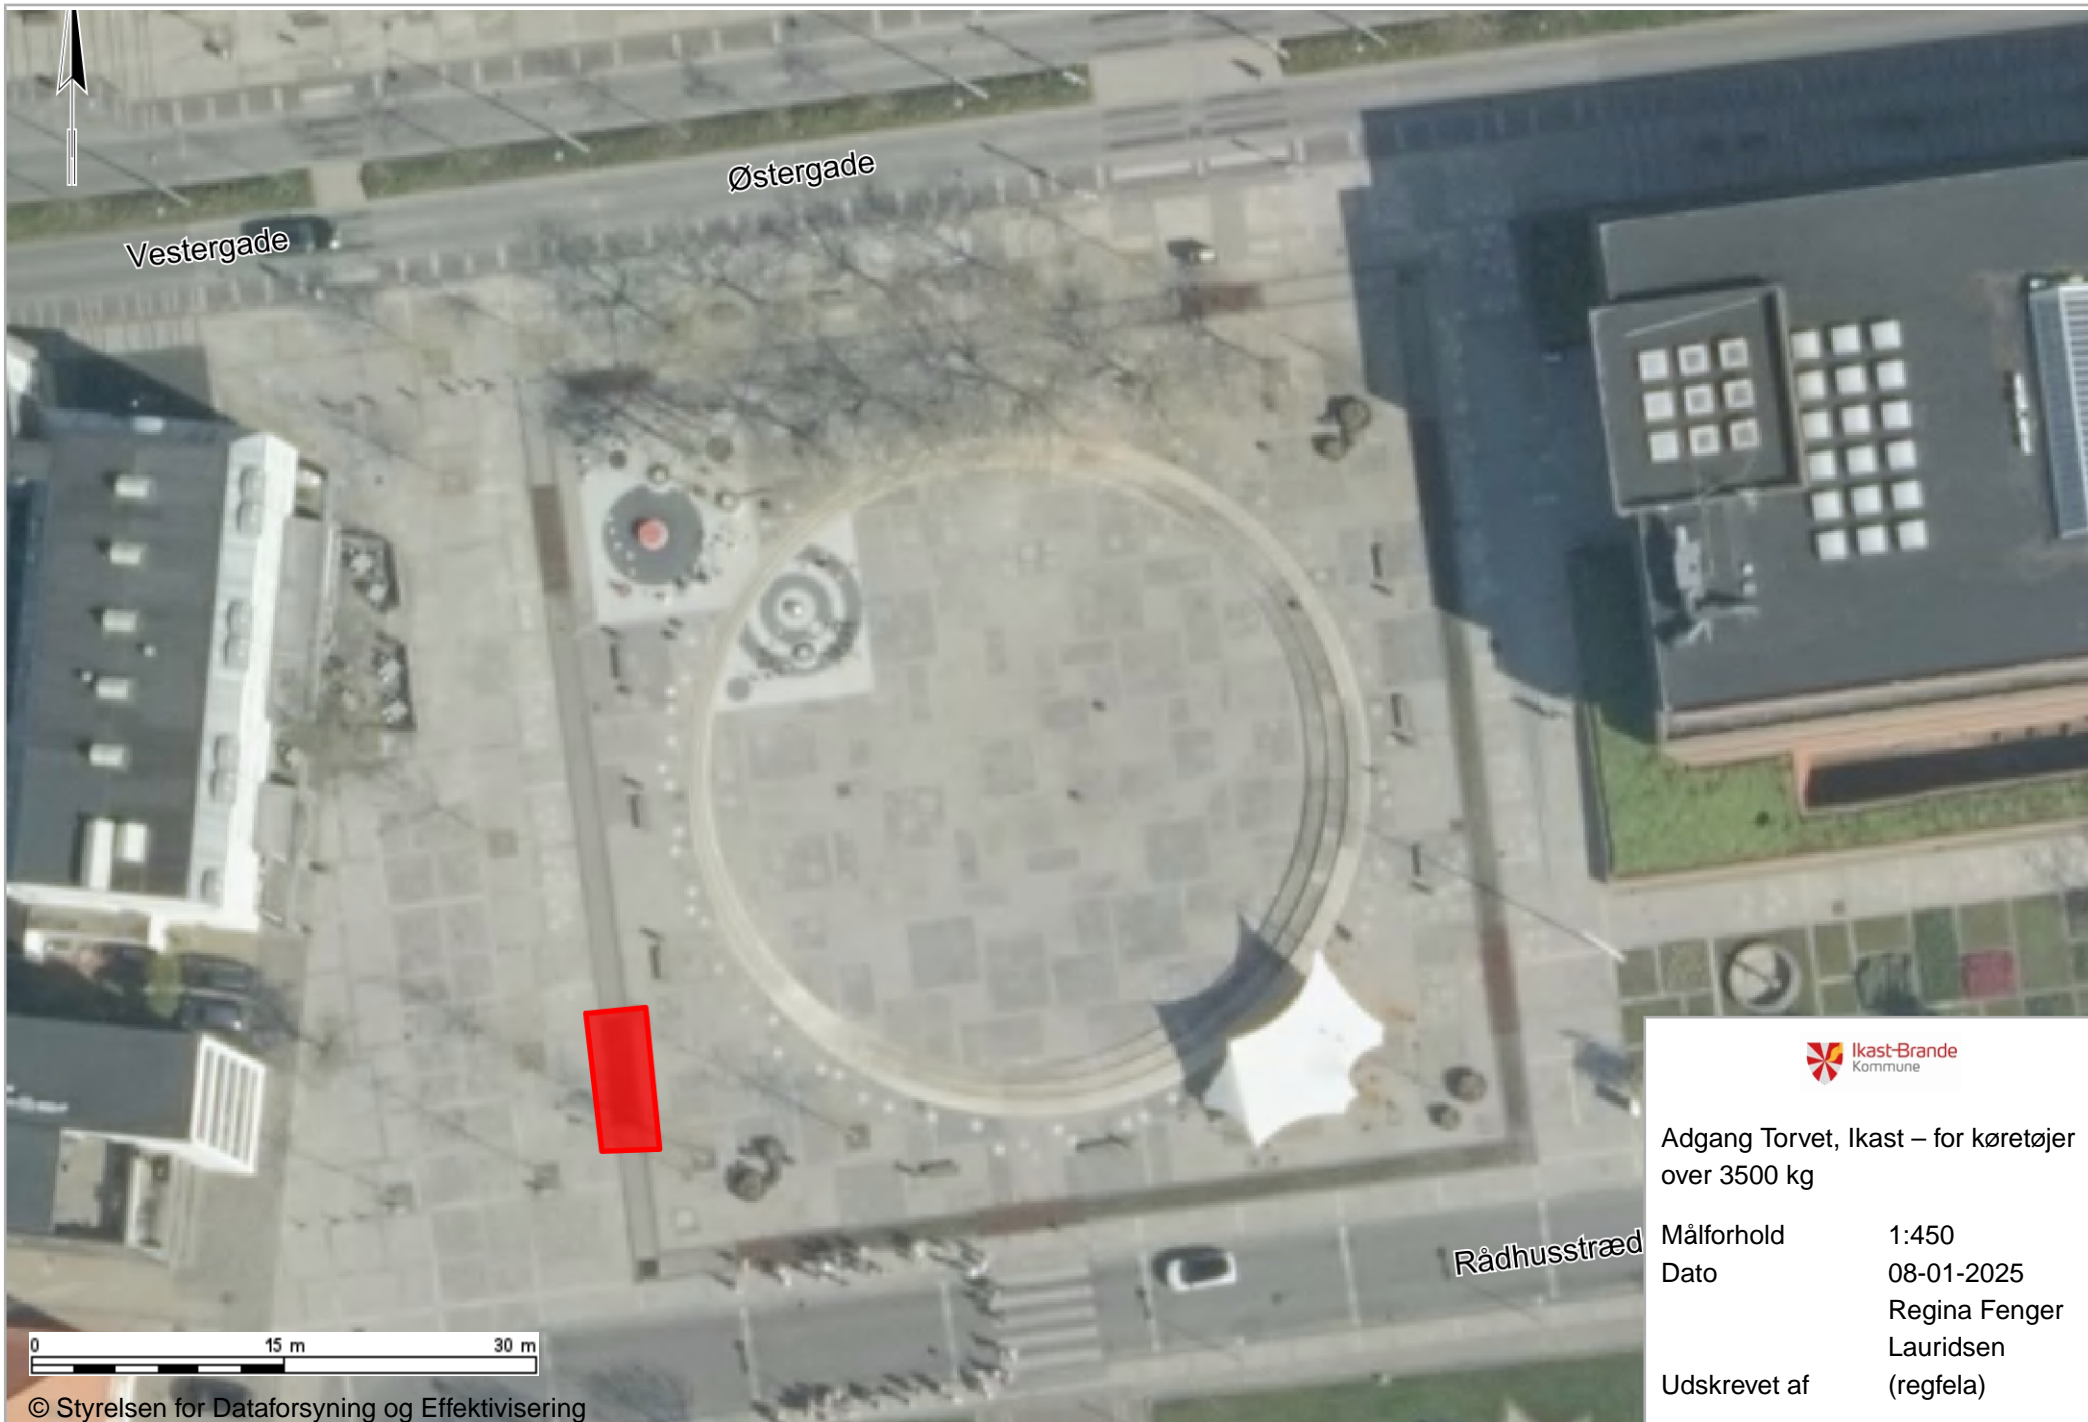 Østergade
Vestergade
Rådhusstræd
Ikast-Brande
Kommune
Adgang Torvet, Ikast – for køretøjer
over 3500 kg
Målforhold 1:450
Dato 08-01-2025
Regina Fenger
Lauridsen
Udskrevet af (regfela)
0 15 m 30 m
© Styrelsen for Dataforsyning og Effektivisering